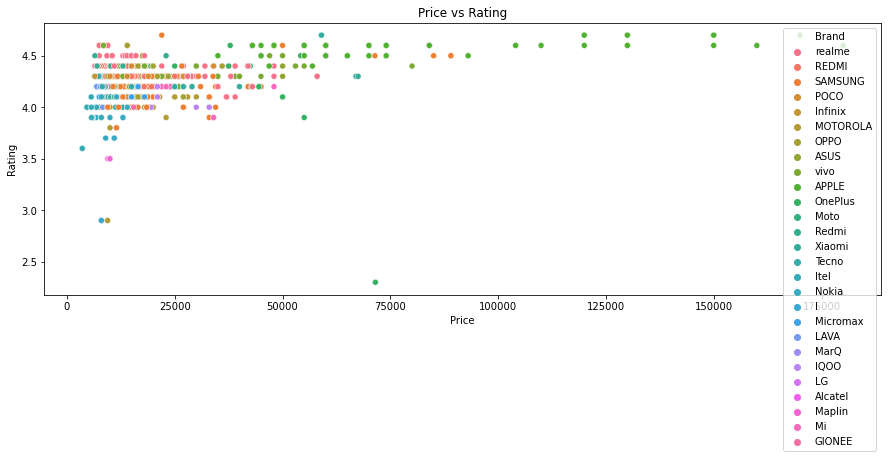 Price vs Rating
Rating
4.5
4.0
3.5
3.0
2.5
0
25000
50000
75000
100000
125000
150000
175000
Price
Brand
realme
REDMI
SAMSUNG
POCO
Infinix
MOTOROLA
OPPO
ASUS
vivo
APPLE
OnePlus
Moto
Redmi
Xiaomi
Tecno
Itel
Nokia
I
Micromax
LAVA
MarQ
IQOO
LG
Alcatel
Maplin
Mi
GIONEE